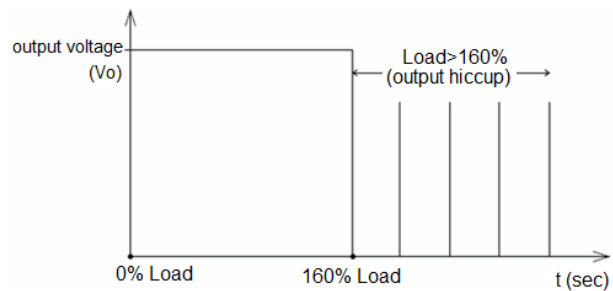 output voltage
(Vo)
Load>160%
(output hiccup)
0% Load
160% Load
t (sec)